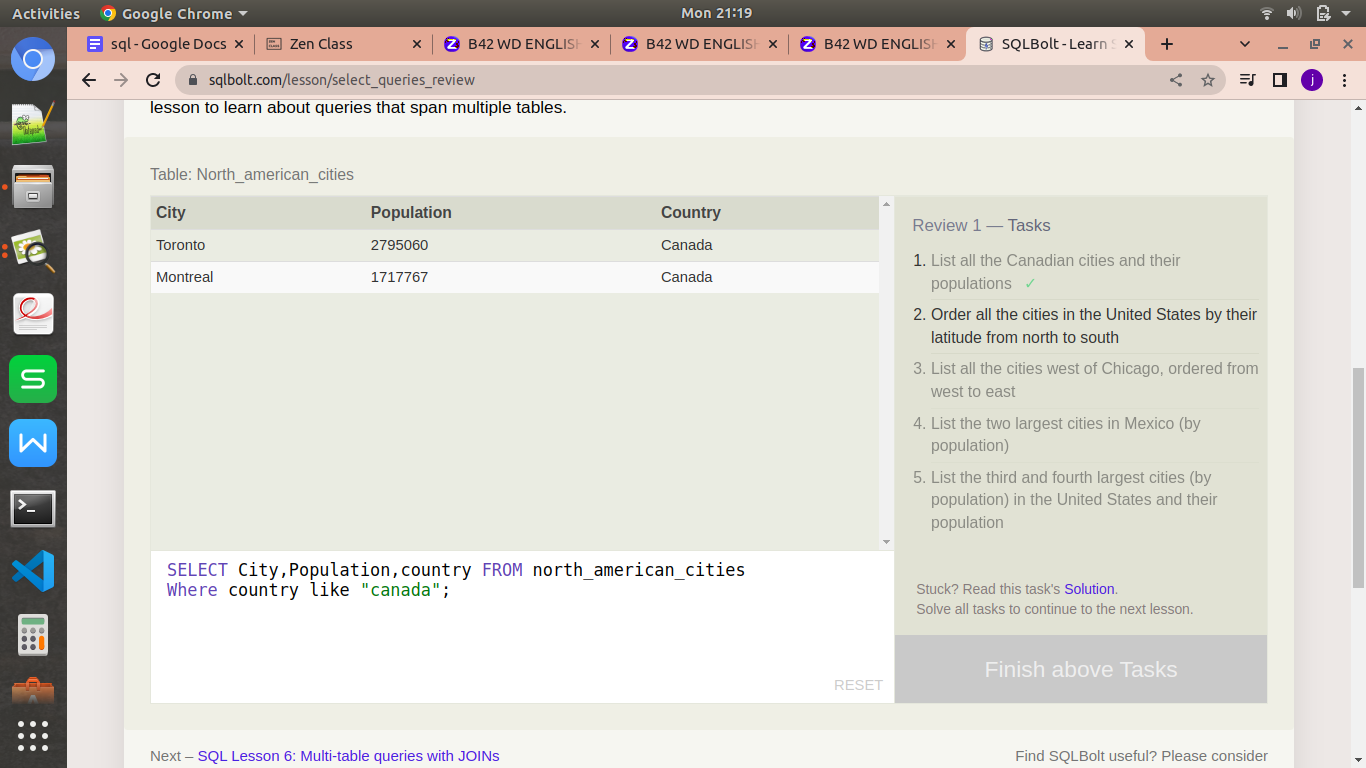 Activities
Google Chrome
Mon 21:19
sql - Google Docs
Zen Class
B42 WD ENGLISH
B42 WD ENGLISH
B42 WD ENGLISH
SQLBolt - Learn S
sqlbolt.com/lesson/select_queries_review
j
lesson to learn about queries that span multiple tables.
Table: North_american_cities
City Population Country
Toronto 2795060 Canada
Montreal 1717767 Canada
SELECT City,Population,country FROM north_american_cities
Where country like "canada";
RESET
Review 1 — Tasks
1. List all the Canadian cities and their
populations ✓
2. Order all the cities in the United States by their
latitude from north to south
3. List all the cities west of Chicago, ordered from
west to east
4. List the two largest cities in Mexico (by
population)
5. List the third and fourth largest cities (by
population) in the United States and their
population
Stuck? Read this task's Solution.
Solve all tasks to continue to the next lesson.
Finish above Tasks
Next – SQL Lesson 6: Multi-table queries with JOINs
Find SQLBolt useful? Please consider